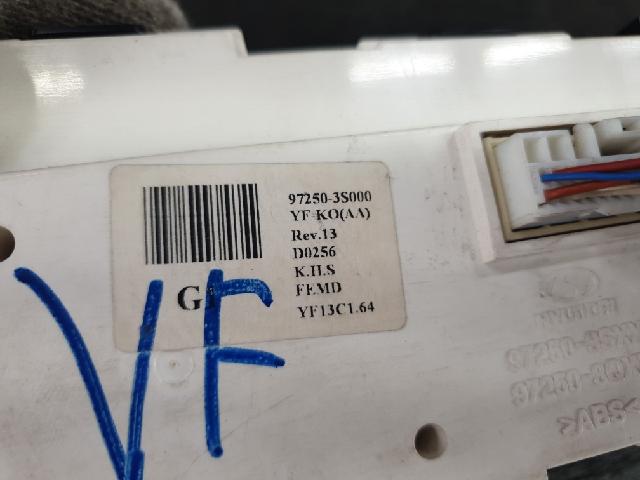 97250-3S000
YF-KO(AA)
Rev.13
D0256
K.H.S
FEMD
YF13C1.64
G
YF
HYUNDAI
>ABS<